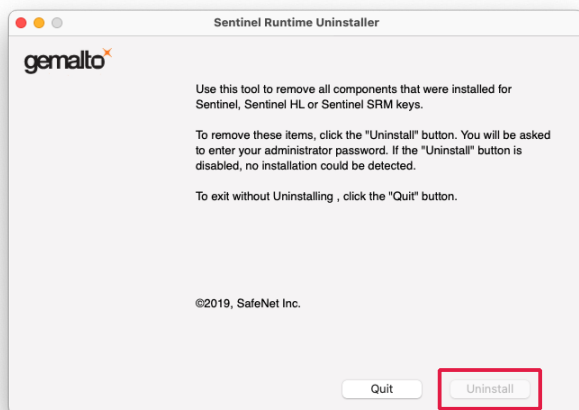 Sentinel Runtime Uninstaller
gemalto
Use this tool to remove all components that were installed for
Sentinel, Sentinel HL or Sentinel SRM keys.
To remove these items, click the "Uninstall" button. You will be asked
to enter your administrator password. If the "Uninstall" button is
disabled, no installation could be detected.
To exit without Uninstalling , click the "Quit" button.
©2019, SafeNet Inc.
Quit
Uninstall